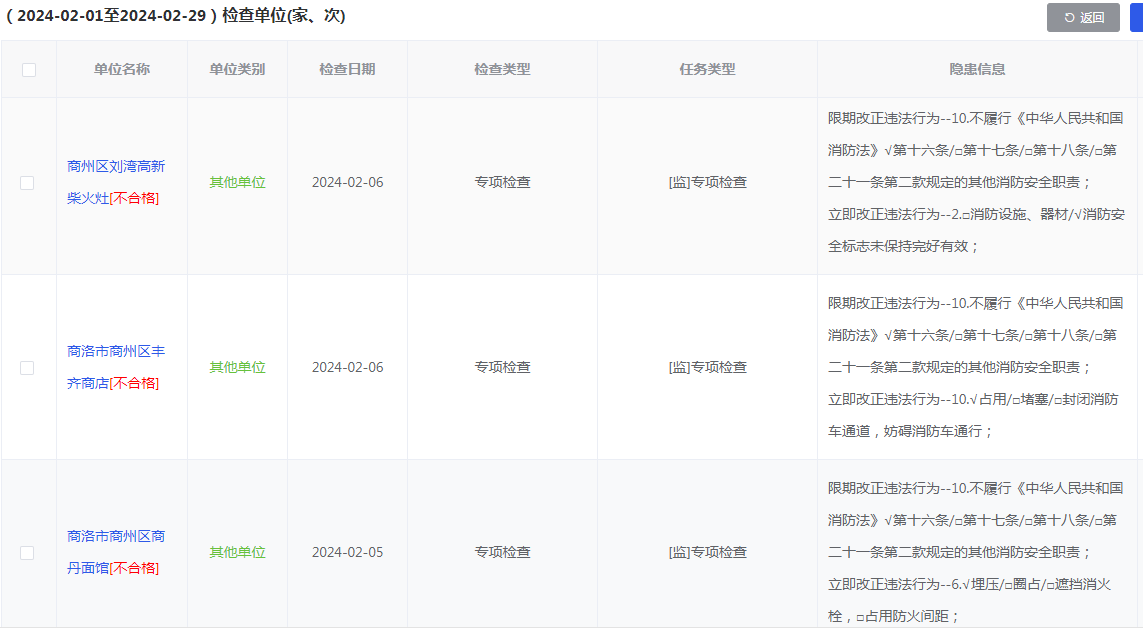 （2024-02-01至2024-02-29）检查单位(家、次)
返回
单位名称 单位类别 检查日期 检查类型 任务类型 隐患信息
商州区刘湾高新
柴火灶[不合格]
其他单位
2024-02-06
专项检查
[监]专项检查
限期改正违法行为--10.不履行《中华人民共和国
消防法》√第十六条/□第十七条/□第十八条/□第
二十一条第二款规定的其他消防安全职责；
立即改正违法行为--2.□消防设施、器材/√消防安
全标志未保持完好有效；
商洛市商州区丰
齐商店[不合格]
其他单位
2024-02-06
专项检查
[监]专项检查
限期改正违法行为--10.不履行《中华人民共和国
消防法》√第十六条/□第十七条/□第十八条/□第
二十一条第二款规定的其他消防安全职责；
立即改正违法行为--10.√占用/□堵塞/□封闭消防
车通道，妨碍消防车通行；
商洛市商州区商
丹面馆[不合格]
其他单位
2024-02-05
专项检查
[监]专项检查
限期改正违法行为--10.不履行《中华人民共和国
消防法》√第十六条/□第十七条/□第十八条/□第
二十一条第二款规定的其他消防安全职责；
立即改正违法行为--6.√埋压/□圈占/□遮挡消火
栓，□占用防火间距；